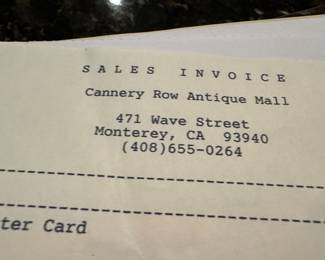 SALES INVOICE
Cannery Row Antique Mall
471 Wave Street
Monterey, CA 93940
(408)655-0264
ter Card